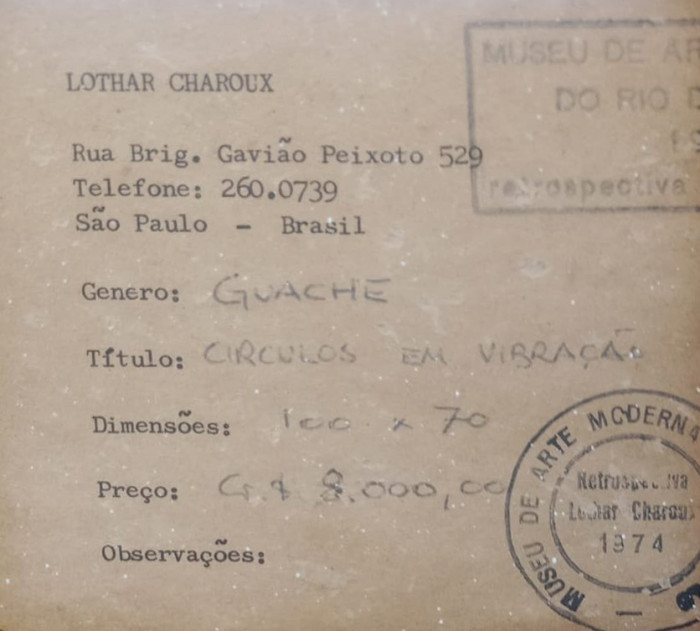 LOTHAR CHAROUX
MUSEU DE AR
DO RIO D
19
retrospectiva
Rua Brig. Gavião Peixoto 529
Telefone: 260.0739
São Paulo - Brasil
Genero: GUACHE
Título: CIRCULOS EM VIBRAÇÃO
Dimensões: 100 x 70
Preço: Cr.$ 8.000,00
Observações:
MUSEU DE ARTE MODERNA
Retrospectiva
Lothar Charoux
1974